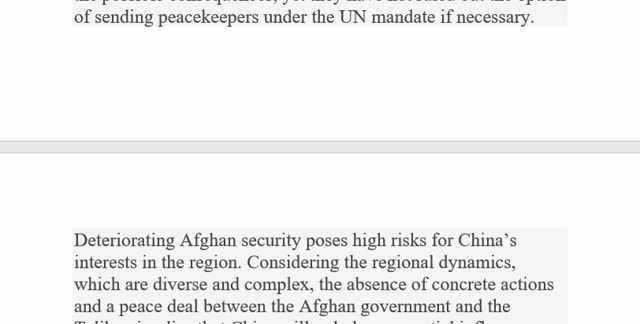 of sending peacekeepers under the UN mandate if necessary.
Deteriorating Afghan security poses high risks for China’s
interests in the region. Considering the regional dynamics,
which are diverse and complex, the absence of concrete actions
and a peace deal between the Afghan government and the